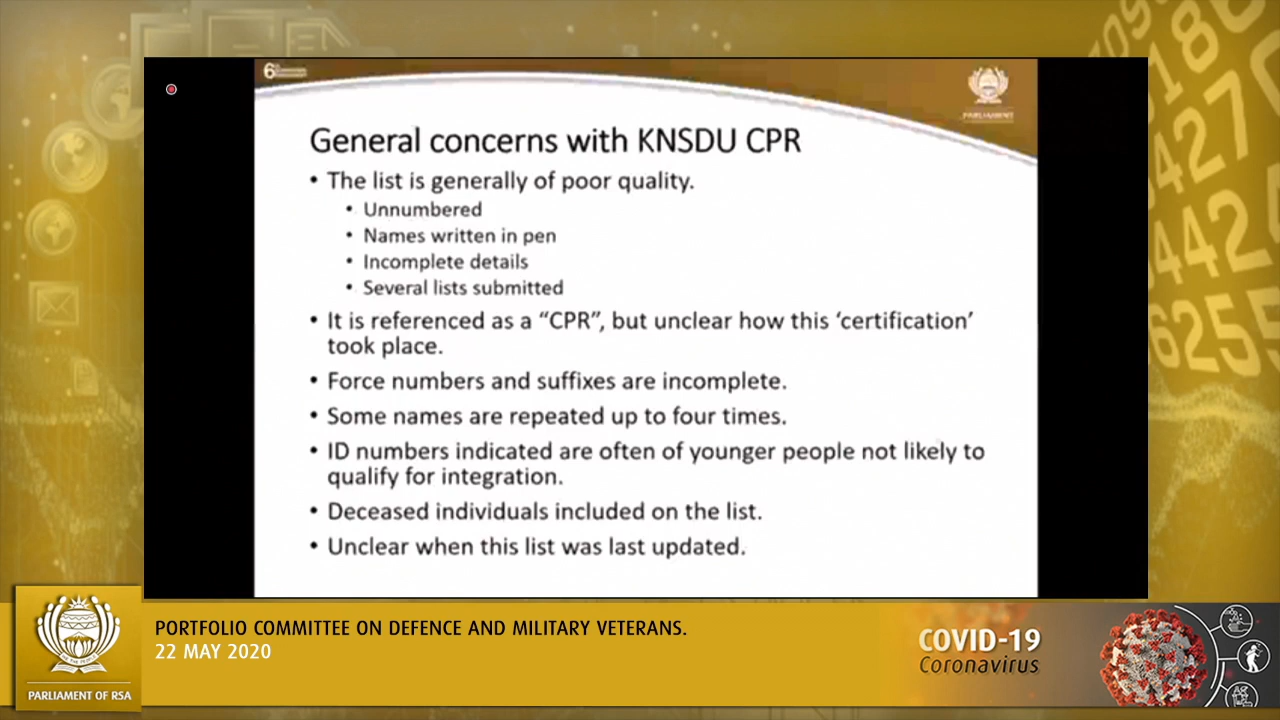 6
PARLIAMENT
General concerns with KNSDU CPR
• The list is generally of poor quality.
• Unnumbered
• Names written in pen
• Incomplete details
• Several lists submitted
• It is referenced as a “CPR”, but unclear how this ‘certification’
took place.
• Force numbers and suffixes are incomplete.
• Some names are repeated up to four times.
• ID numbers indicated are often of younger people not likely to
qualify for integration.
• Deceased individuals included on the list.
• Unclear when this list was last updated.
PORTFOLIO COMMITTEE ON DEFENCE AND MILITARY VETERANS.
22 MAY 2020
PARLIAMENT OF RSA
COVID-19
Coronavirus
6255